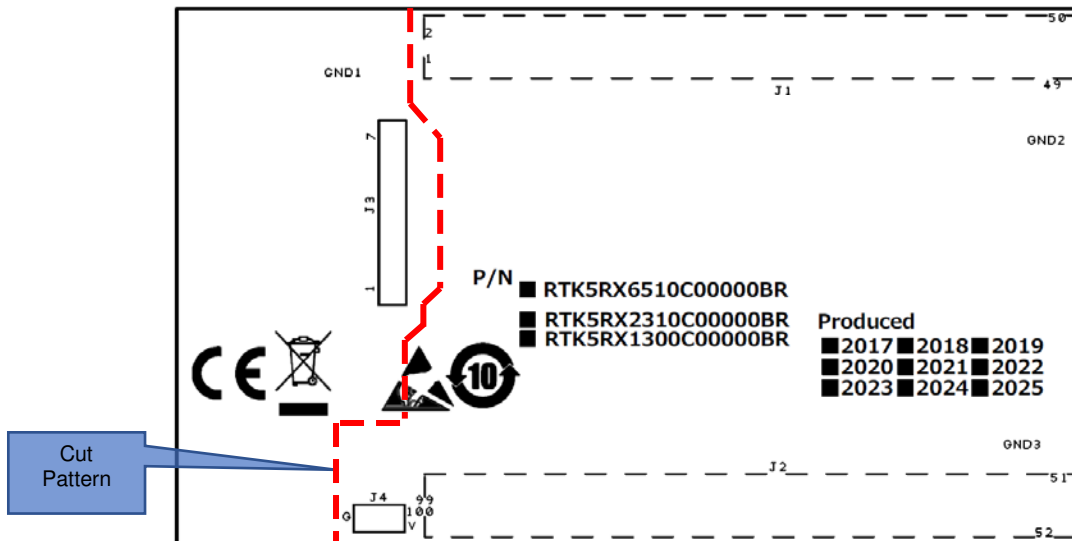 50
2
1
GND1
49
J1
GND2
7
J3
1
P/N
RTK5RX6510C00000BR
RTK5RX2310C00000BR
RTK5RX1300C00000BR
Produced
2017 2018 2019
2020 2021 2022
2023 2024 2025
CE
10
Cut
Pattern
GND3
J2
51
J4
99
100
G
V
52